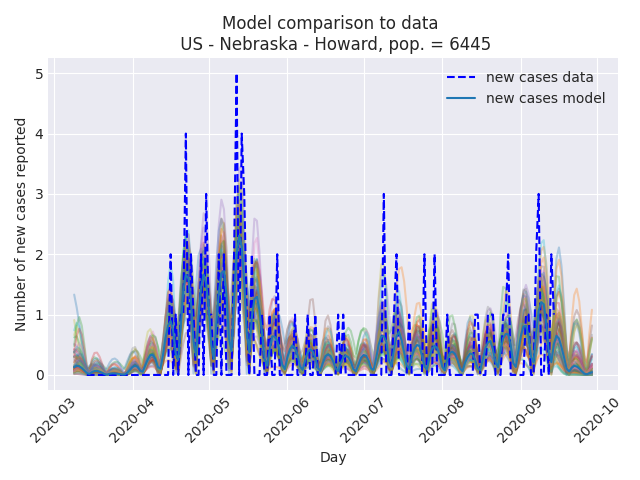 Model comparison to data
US - Nebraska - Howard, pop. = 6445
new cases data
new cases model
Number of new cases reported
5
4
3
2
1
0
2020-03
2020-04
2020-05
2020-06
2020-07
2020-08
2020-09
2020-10
Day